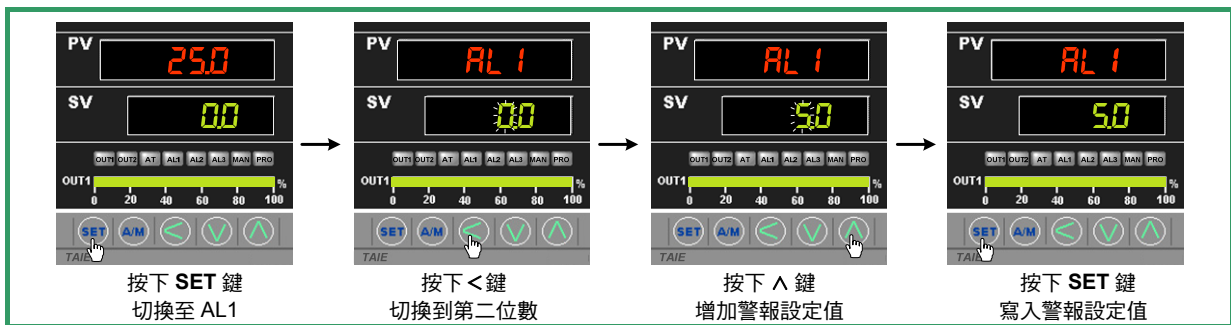 PV
25.0
SV
0.0
OUT1 OUT2 AT AL1 AL2 AL3 MAN PRO
OUT1 %
0 20 40 60 80 100
SET A/M < ∨ ∧
TAIE
按下 SET 鍵
切換至 AL1
PV
AL1
SV
0.0
OUT1 OUT2 AT AL1 AL2 AL3 MAN PRO
OUT1 %
0 20 40 60 80 100
SET A/M < ∨ ∧
TAIE
按下 < 鍵
切換到第二位數
PV
AL1
SV
5.0
OUT1 OUT2 AT AL1 AL2 AL3 MAN PRO
OUT1 %
0 20 40 60 80 100
SET A/M < ∨ ∧
TAIE
按下 ∧ 鍵
增加警報設定值
PV
AL1
SV
5.0
OUT1 OUT2 AT AL1 AL2 AL3 MAN PRO
OUT1 %
0 20 40 60 80 100
SET A/M < ∨ ∧
TAIE
按下 SET 鍵
寫入警報設定值